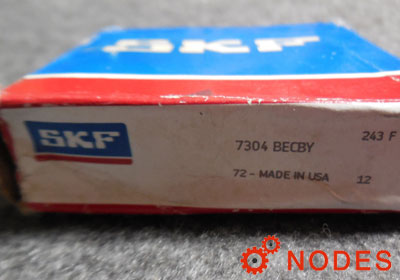 SKF
SKF
7304 BECBY
243 F
72 - MADE IN USA
12
NODES